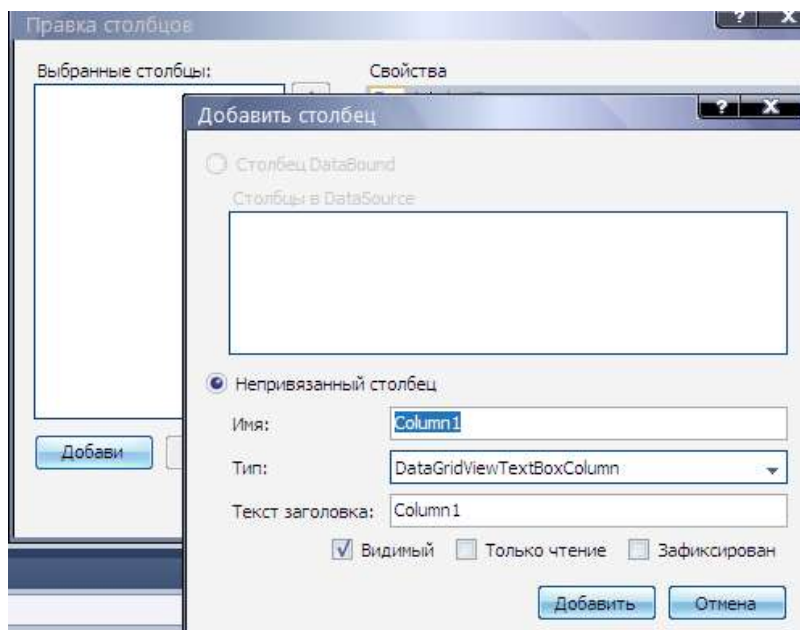 Правка столбцов
? X
Выбранные столбцы:
Свойства
Добавить столбец
? X
Столбец DataBound
Столбцы в DataSource
Непривязанный столбец
Имя: Column1
Тип: DataGridViewTextBoxColumn
Текст заголовка: Column1
Видимый Только чтение Зафиксирован
Добави
Добавить Отмена